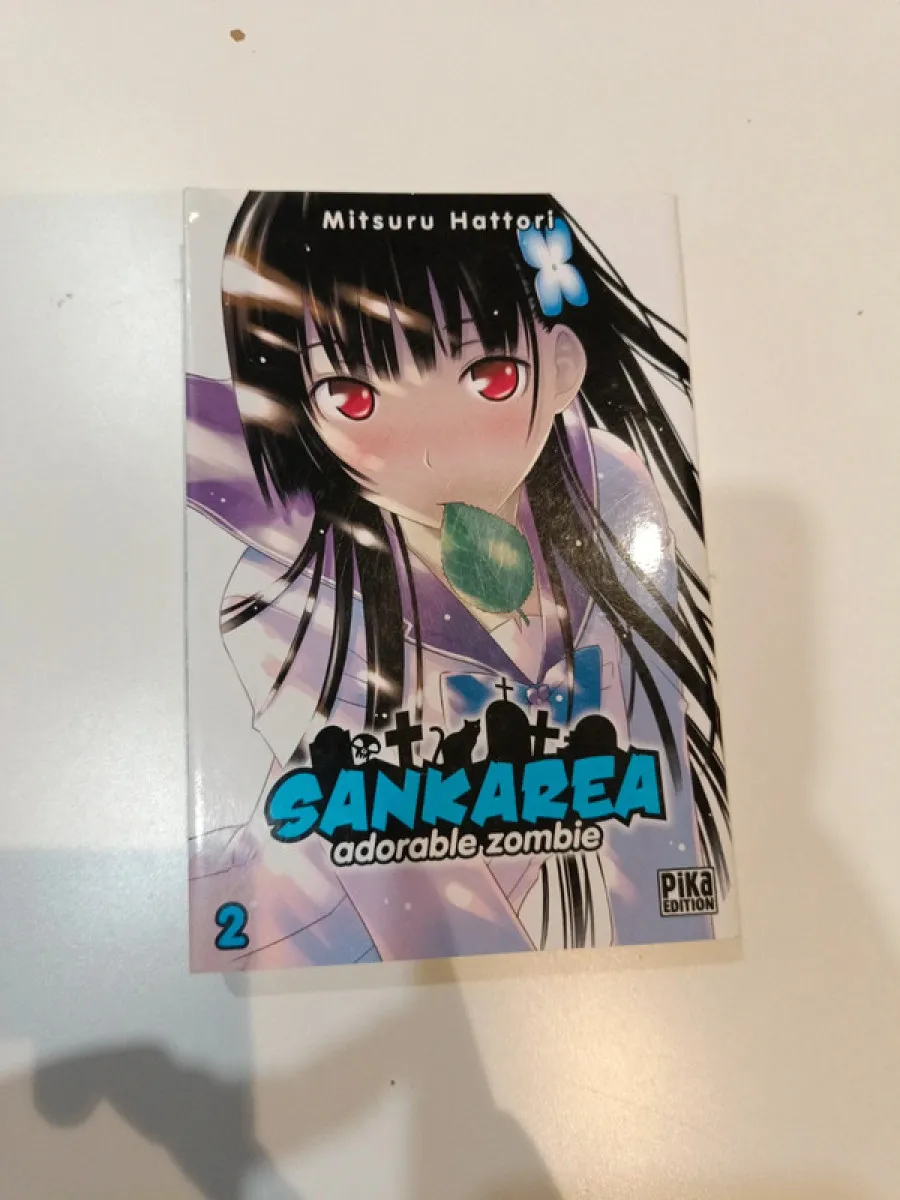 Mitsuru Hattori
SANKAREA
adorable zombie
PiKa
EDITION
2